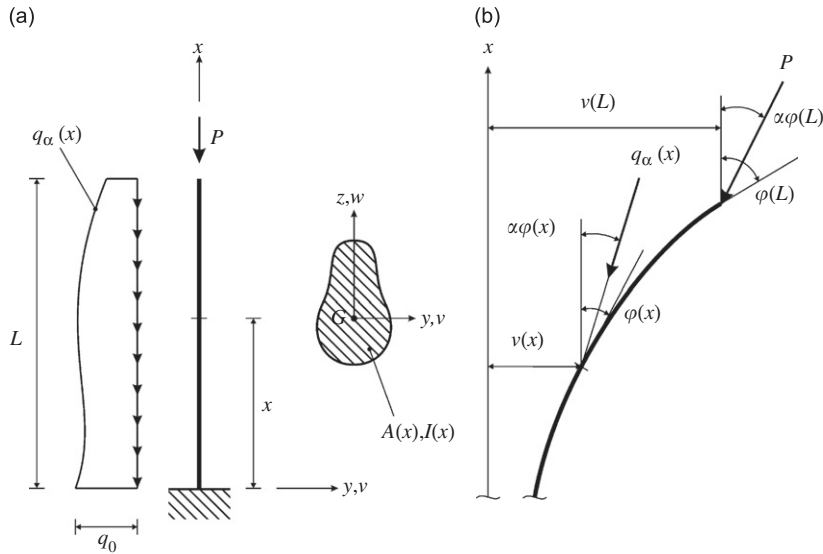 (a)
x
P
qα(x)
z,w
G
y,v
L
x
A(x),I(x)
y,v
q0
(b)
x
P
v(L)
αφ(L)
qα(x)
φ(L)
αφ(x)
φ(x)
v(x)